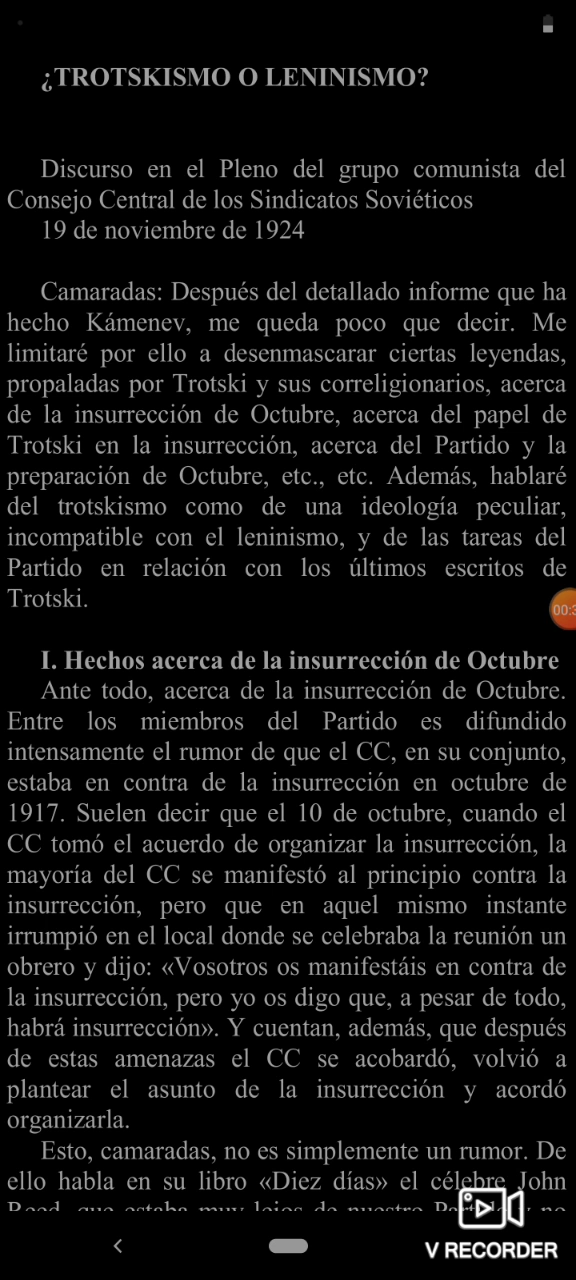 ¿TROTSKISMO O LENINISMO?
Discurso en el Pleno del grupo comunista del
Consejo Central de los Sindicatos Soviéticos
19 de noviembre de 1924
Camaradas: Después del detallado informe que ha
hecho Kámenev, me queda poco que decir. Me
limitaré por ello a desenmascarar ciertas leyendas,
propaladas por Trotski y sus correligionarios, acerca
de la insurrección de Octubre, acerca del papel de
Trotski en la insurrección, acerca del Partido y la
preparación de Octubre, etc., etc. Además, hablaré
del trotskismo como de una ideología peculiar,
incompatible con el leninismo, y de las tareas del
Partido en relación con los últimos escritos de
Trotski.
00:3
I. Hechos acerca de la insurrección de Octubre
Ante todo, acerca de la insurrección de Octubre.
Entre los miembros del Partido es difundido
intensamente el rumor de que el CC, en su conjunto,
estaba en contra de la insurrección en octubre de
1917. Suelen decir que el 10 de octubre, cuando el
CC tomó el acuerdo de organizar la insurrección, la
mayoría del CC se manifestó al principio contra la
insurrección, pero que en aquel mismo instante
irrumpió en el local donde se celebraba la reunión un
obrero y dijo: «Vosotros os manifestáis en contra de
la insurrección, pero yo os digo que, a pesar de todo,
habrá insurrección». Y cuentan, además, que después
de estas amenazas el CC se acobardó, volvió a
plantear el asunto de la insurrección y acordó
organizarla.
Esto, camaradas, no es simplemente un rumor. De
ello habla en su libro «Diez días» el célebre John
Reed, que estaba muy lejos de nuestro no
V RECORDER